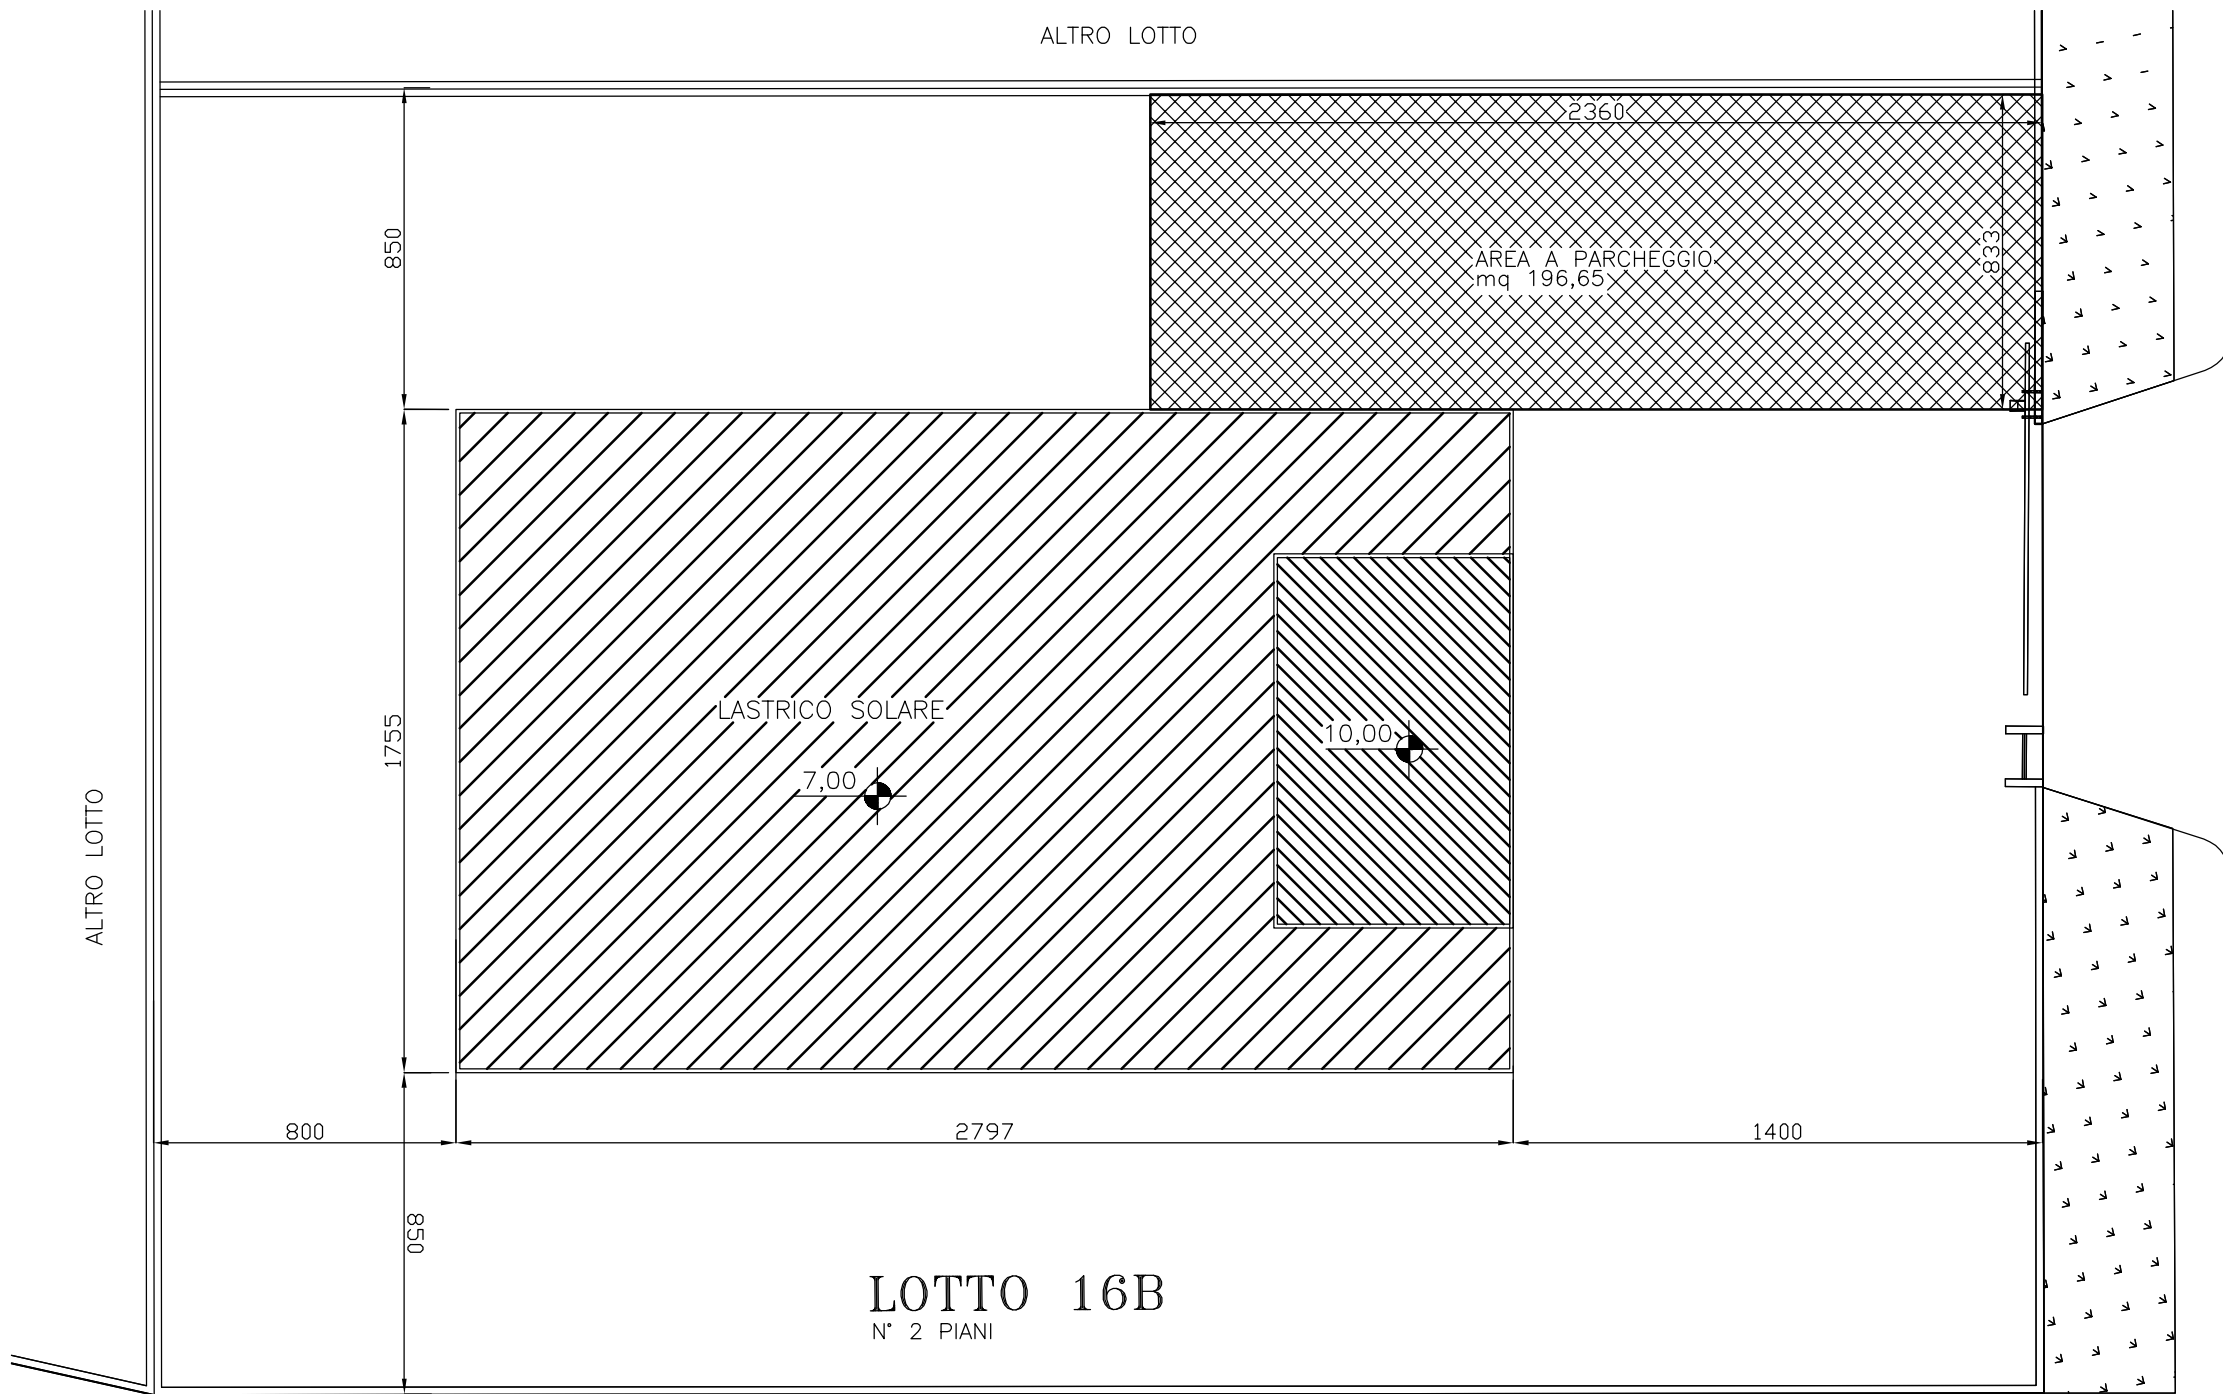 ALTRO LOTTO
2360
850
AREA A PARCHEGGIO
mq 196,65
833
LASTRICO SOLARE
10,00
7,00
1755
ALTRO LOTTO
800
2797
1400
850
LOTTO 16B
N° 2 PIANI